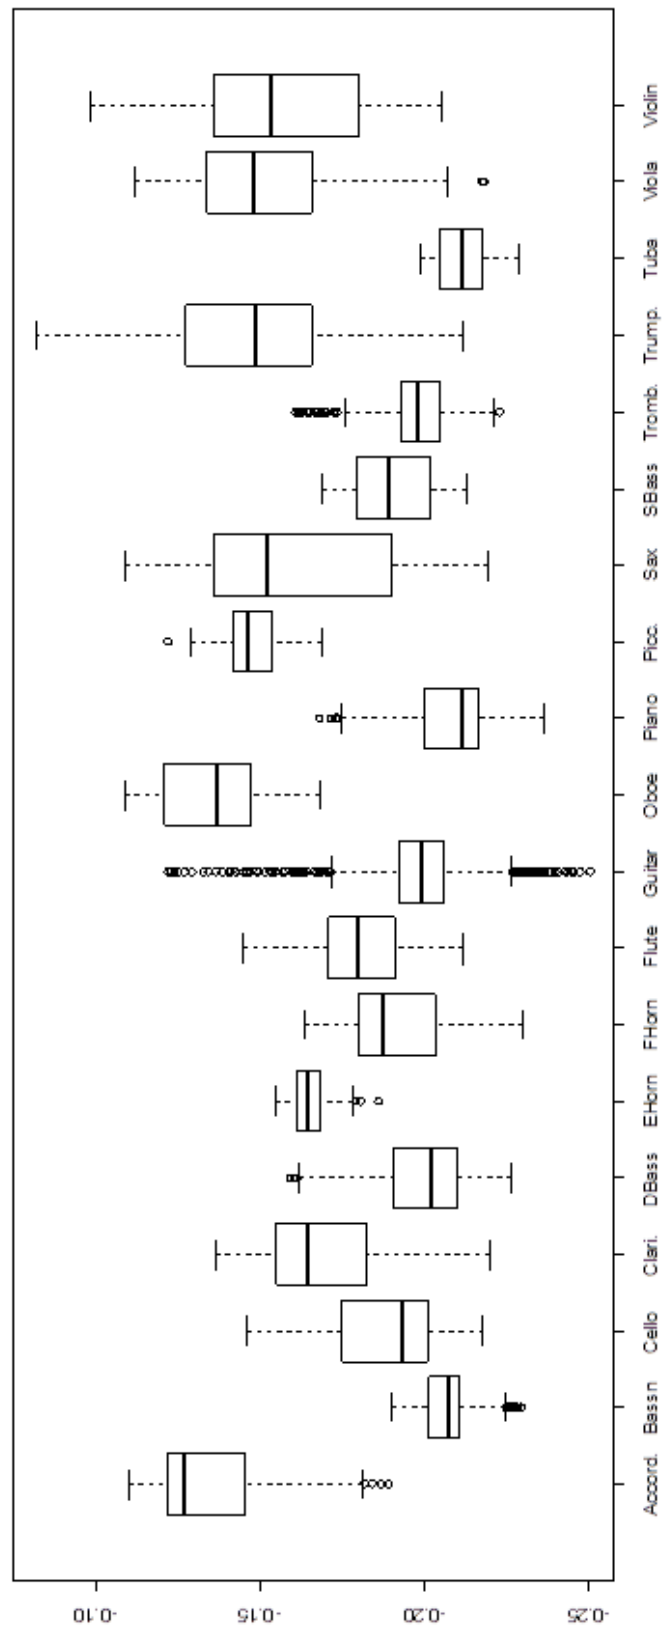 Accord.
Bassn
Cello
Clari.
DBass
EHorn
FHorn
Flute
Guitar
Oboe
Piano
Picc.
Sax
SBass
Tromb.
Trump.
Tuba
Viola
Violin
-0.10
-0.15
-0.20
-0.25